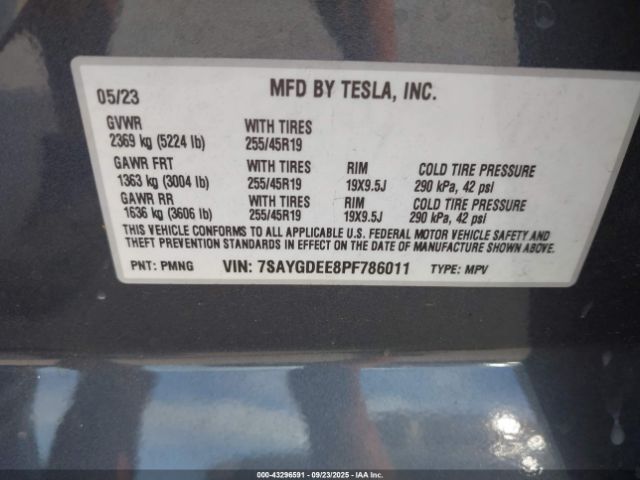 05/23 MFD BY TESLA, INC.
GVWR WITH TIRES
2369 kg (5224 lb) 255/45R19
GAWR FRT WITH TIRES RIM COLD TIRE PRESSURE
1363 kg (3004 lb) 255/45R19 19X9.5J 290 kPa, 42 psi
GAWR RR WITH TIRES RIM COLD TIRE PRESSURE
1636 kg (3606 lb) 255/45R19 19X9.5J 290 kPa, 42 psi
THIS VEHICLE CONFORMS TO ALL APPLICABLE U.S. FEDERAL MOTOR VEHICLE SAFETY AND
THEFT PREVENTION STANDARDS IN EFFECT ON THE DATE OF MANUFACTURE SHOWN ABOVE.
PNT: PMNG VIN: 7SAYGDEE8PF786011 TYPE: MPV
000-43296591 - 09/23/2025 - IAA Inc.